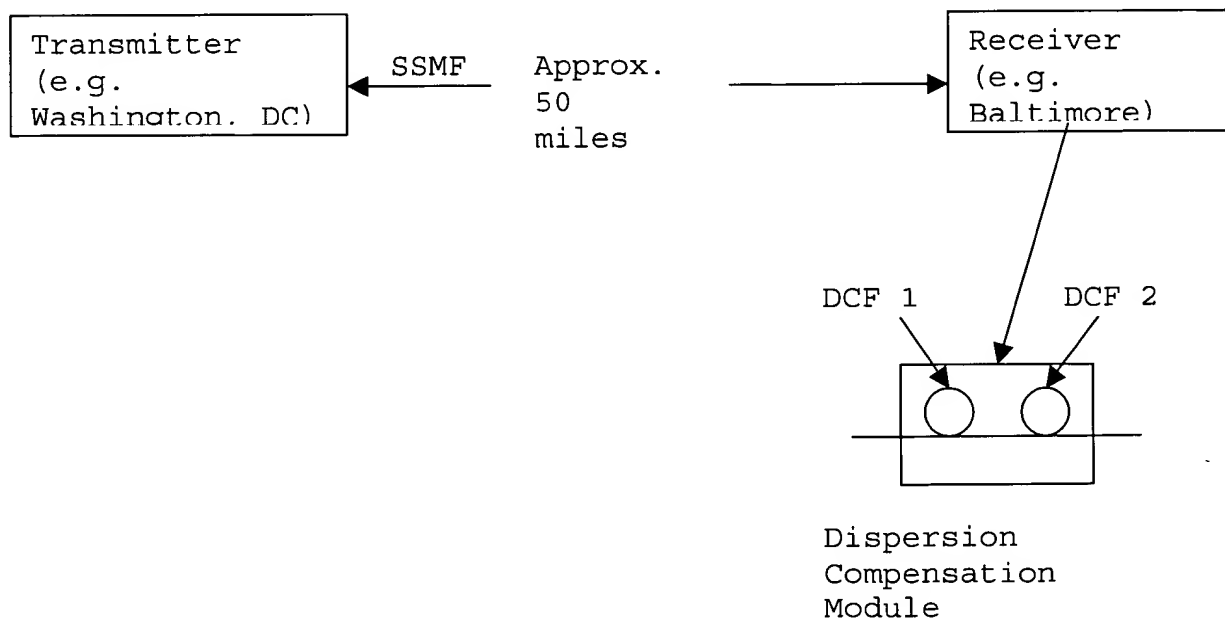 Transmitter
(e.g.
Washington, DC)
SSMF
Approx.
50
miles
Receiver
(e.g.
Baltimore)
DCF 1
DCF 2
Dispersion
Compensation
Module